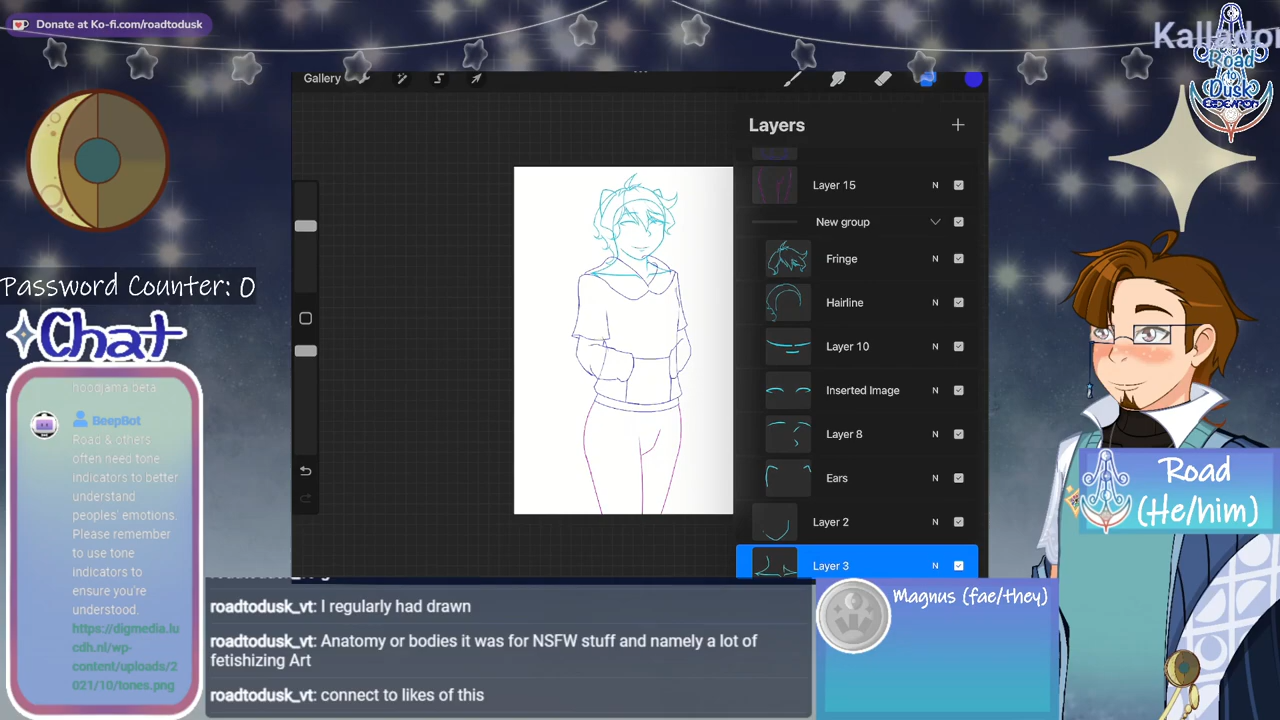 Donate at Ko-fi.com/roadtodusk
Road
to
Dusk
Gallery
Layers
Layer 15 N
New group
Fringe N
Hairline N
Layer 10 N
Inserted Image N
Layer 8 N
Ears N
Layer 2 N
Layer 3 N
Password Counter: 0
Chat
noodjama beta
BeepBot
Road & others
often need tone
indicators to better
understand
peoples' emotions.
Please remember
to use tone
indicators to
ensure you're
understood.
https://digmedia.lu
cdh.nl/wp-
content/uploads/2
021/10/tones.png
roadtodusk_vt: I regularly had drawn
roadtodusk_vt: Anatomy or bodies it was for NSFW stuff and namely a lot of
fetishizing Art
roadtodusk_vt: connect to likes of this
Magnus (fae/they)
Road
(He/him)